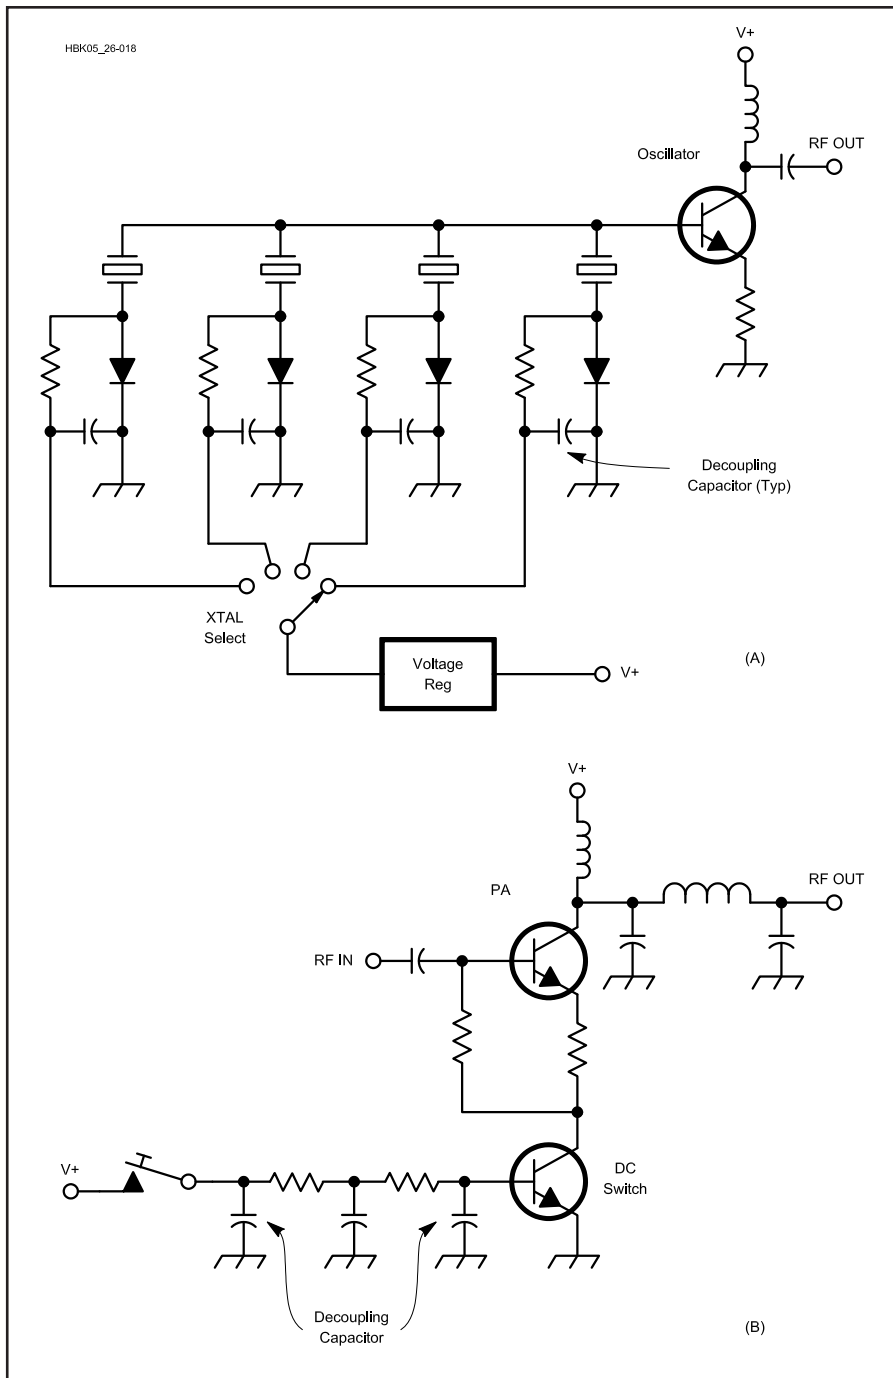 HBK05_26-018
V+
RF OUT
Oscillator
Decoupling
Capacitor (Typ)
XTAL
Select
Voltage
Reg
V+
(A)
V+
PA
RF OUT
RF IN
V+
DC
Switch
Decoupling
Capacitor
(B)